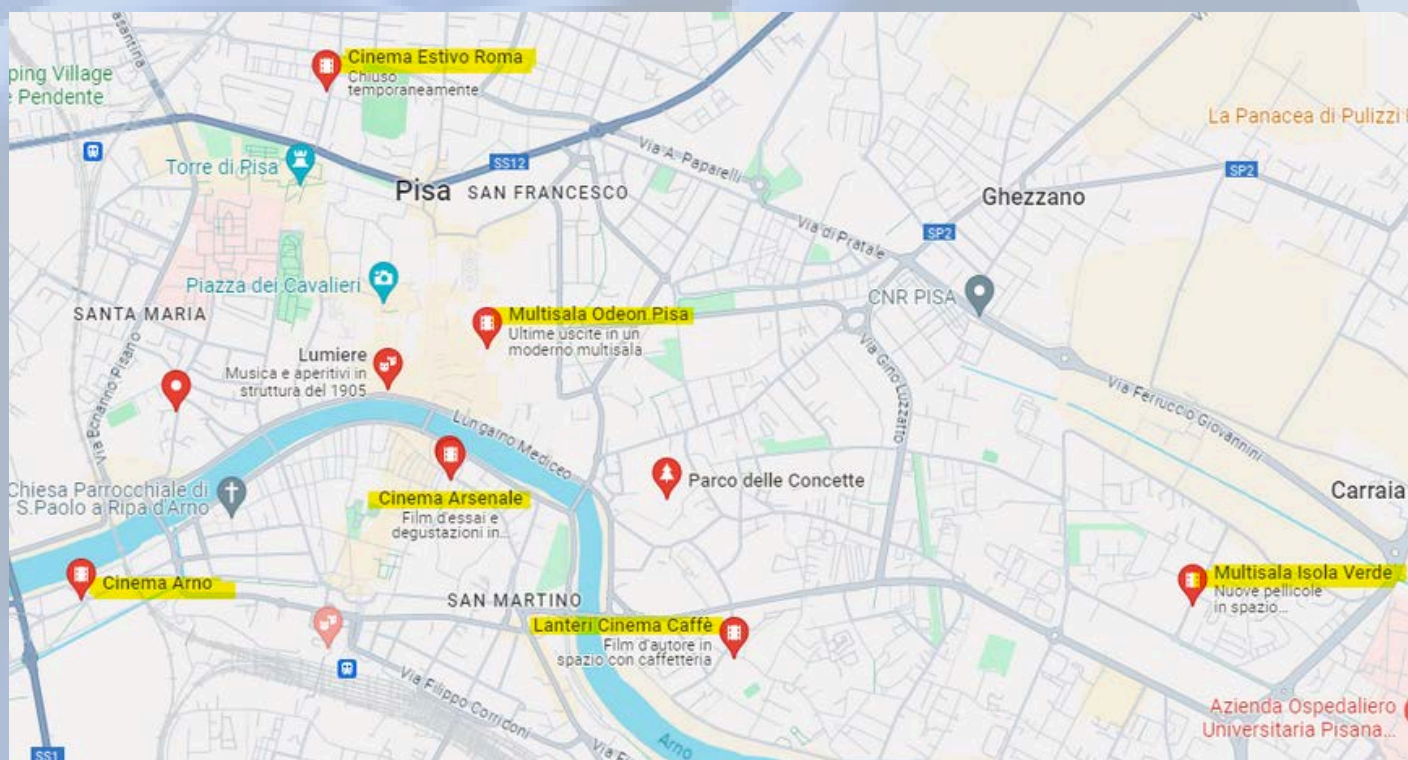 asantina
ping Village
e Pendente
Cinema Estivo Roma
Chiuso
temporaneamente
La Panacea di Pulizzi
Torre di Pisa
SS12
Via A. Paparelli
SP2
Pisa
SAN FRANCESCO
Ghezzano
Via di Pratale
SP2
Piazza dei Cavalieri
CNR PISA
SANTA MARIA
Multisala Odeon Pisa
Ultime uscite in un
moderno multisala
Lumiere
Musica e aperitivi in
struttura del 1905
Via Bonanno Pisano
Via Gino Luzzatto
Via Ferruccio Giovannini
Lungarno Mediceo
Chiesa Parrocchiale di
S.Paolo a Ripa d'Arno
Cinema Arsenale
Film d'essai e
degustazioni in...
Parco delle Concette
Carraia
Cinema Arno
Multisala Isola Verde
Nuove pellicole
in spazio...
SAN MARTINO
Lanteri Cinema Caffè
Film d'autore in
spazio con caffetteria
Via Filippo Corridoni
Azienda Ospedaliero
Universitaria Pisana...
Arno
SS1